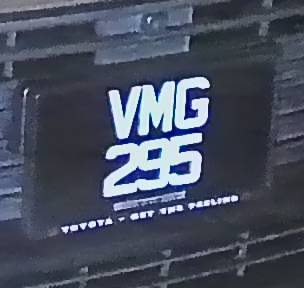 VMG
295
TOYOTA - GET THE FEELING